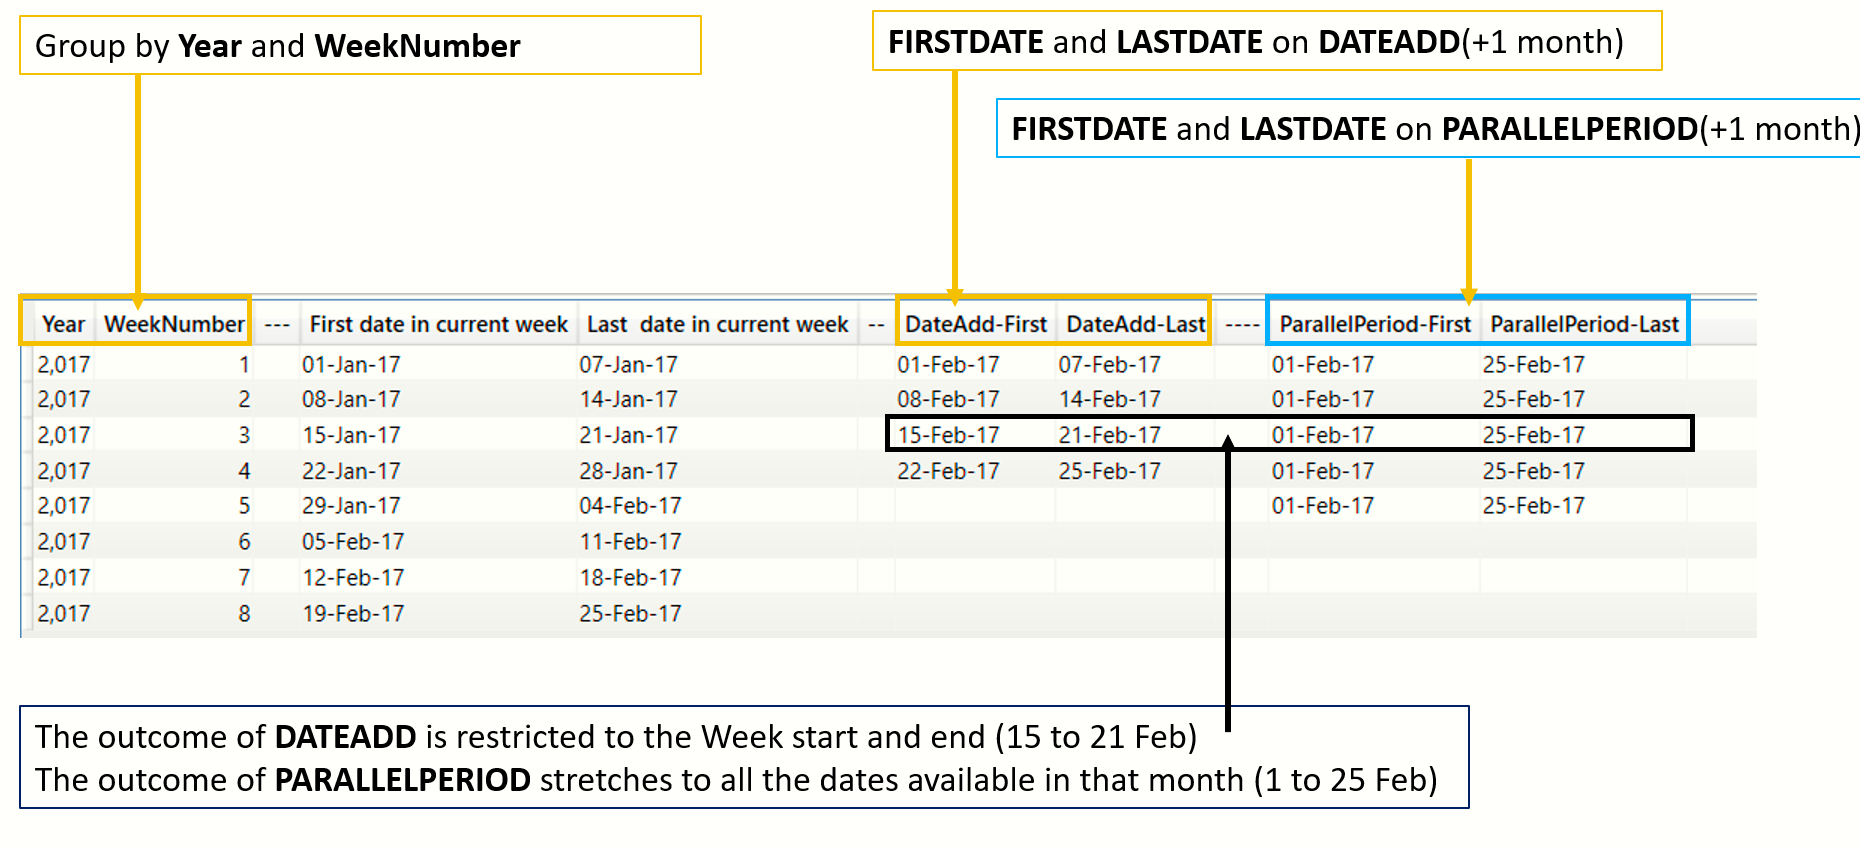 Group by Year and WeekNumber
FIRSTDATE and LASTDATE on DATEADD(+1 month)
FIRSTDATE and LASTDATE on PARALLELPERIOD(+1 month)
Year WeekNumber --- First date in current week Last  date in current week -- DateAdd-First DateAdd-Last ---- ParallelPeriod-First ParallelPeriod-Last
2,017 1 01-Jan-17 07-Jan-17 01-Feb-17 07-Feb-17 01-Feb-17 25-Feb-17
2,017 2 08-Jan-17 14-Jan-17 08-Feb-17 14-Feb-17 01-Feb-17 25-Feb-17
2,017 3 15-Jan-17 21-Jan-17 15-Feb-17 21-Feb-17 01-Feb-17 25-Feb-17
2,017 4 22-Jan-17 28-Jan-17 22-Feb-17 25-Feb-17 01-Feb-17 25-Feb-17
2,017 5 29-Jan-17 04-Feb-17 01-Feb-17 25-Feb-17
2,017 6 05-Feb-17 11-Feb-17
2,017 7 12-Feb-17 18-Feb-17
2,017 8 19-Feb-17 25-Feb-17
The outcome of DATEADD is restricted to the Week start and end (15 to 21 Feb)
The outcome of PARALLELPERIOD stretches to all the dates available in that month (1 to 25 Feb)